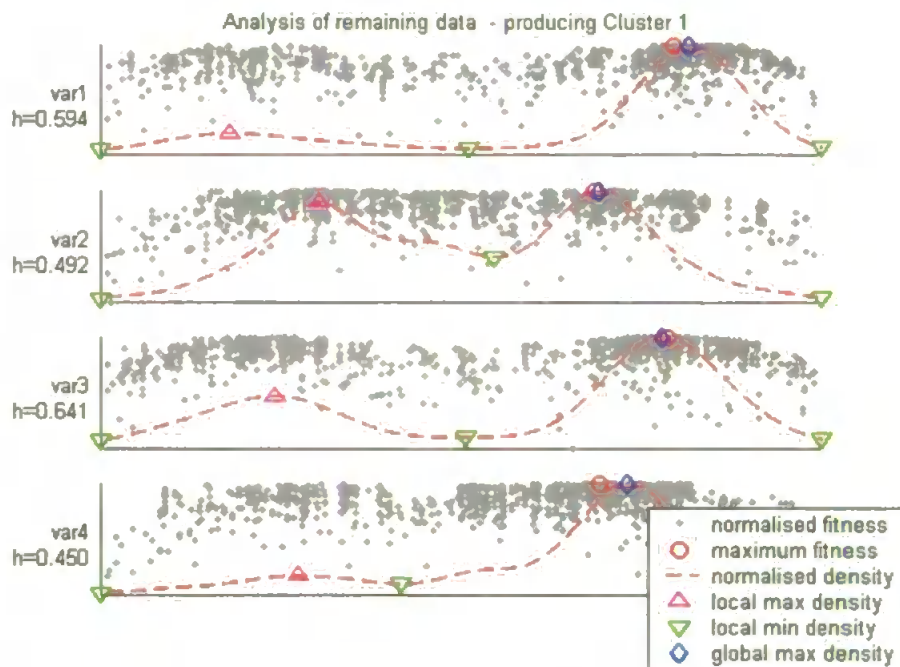 Analysis of remaining data - producing Cluster 1
var1
h=0.594
var2
h=0.492
var3
h=0.641
var4
h=0.450
normalised fitness
maximum fitness
normalised density
local max density
local min density
global max density